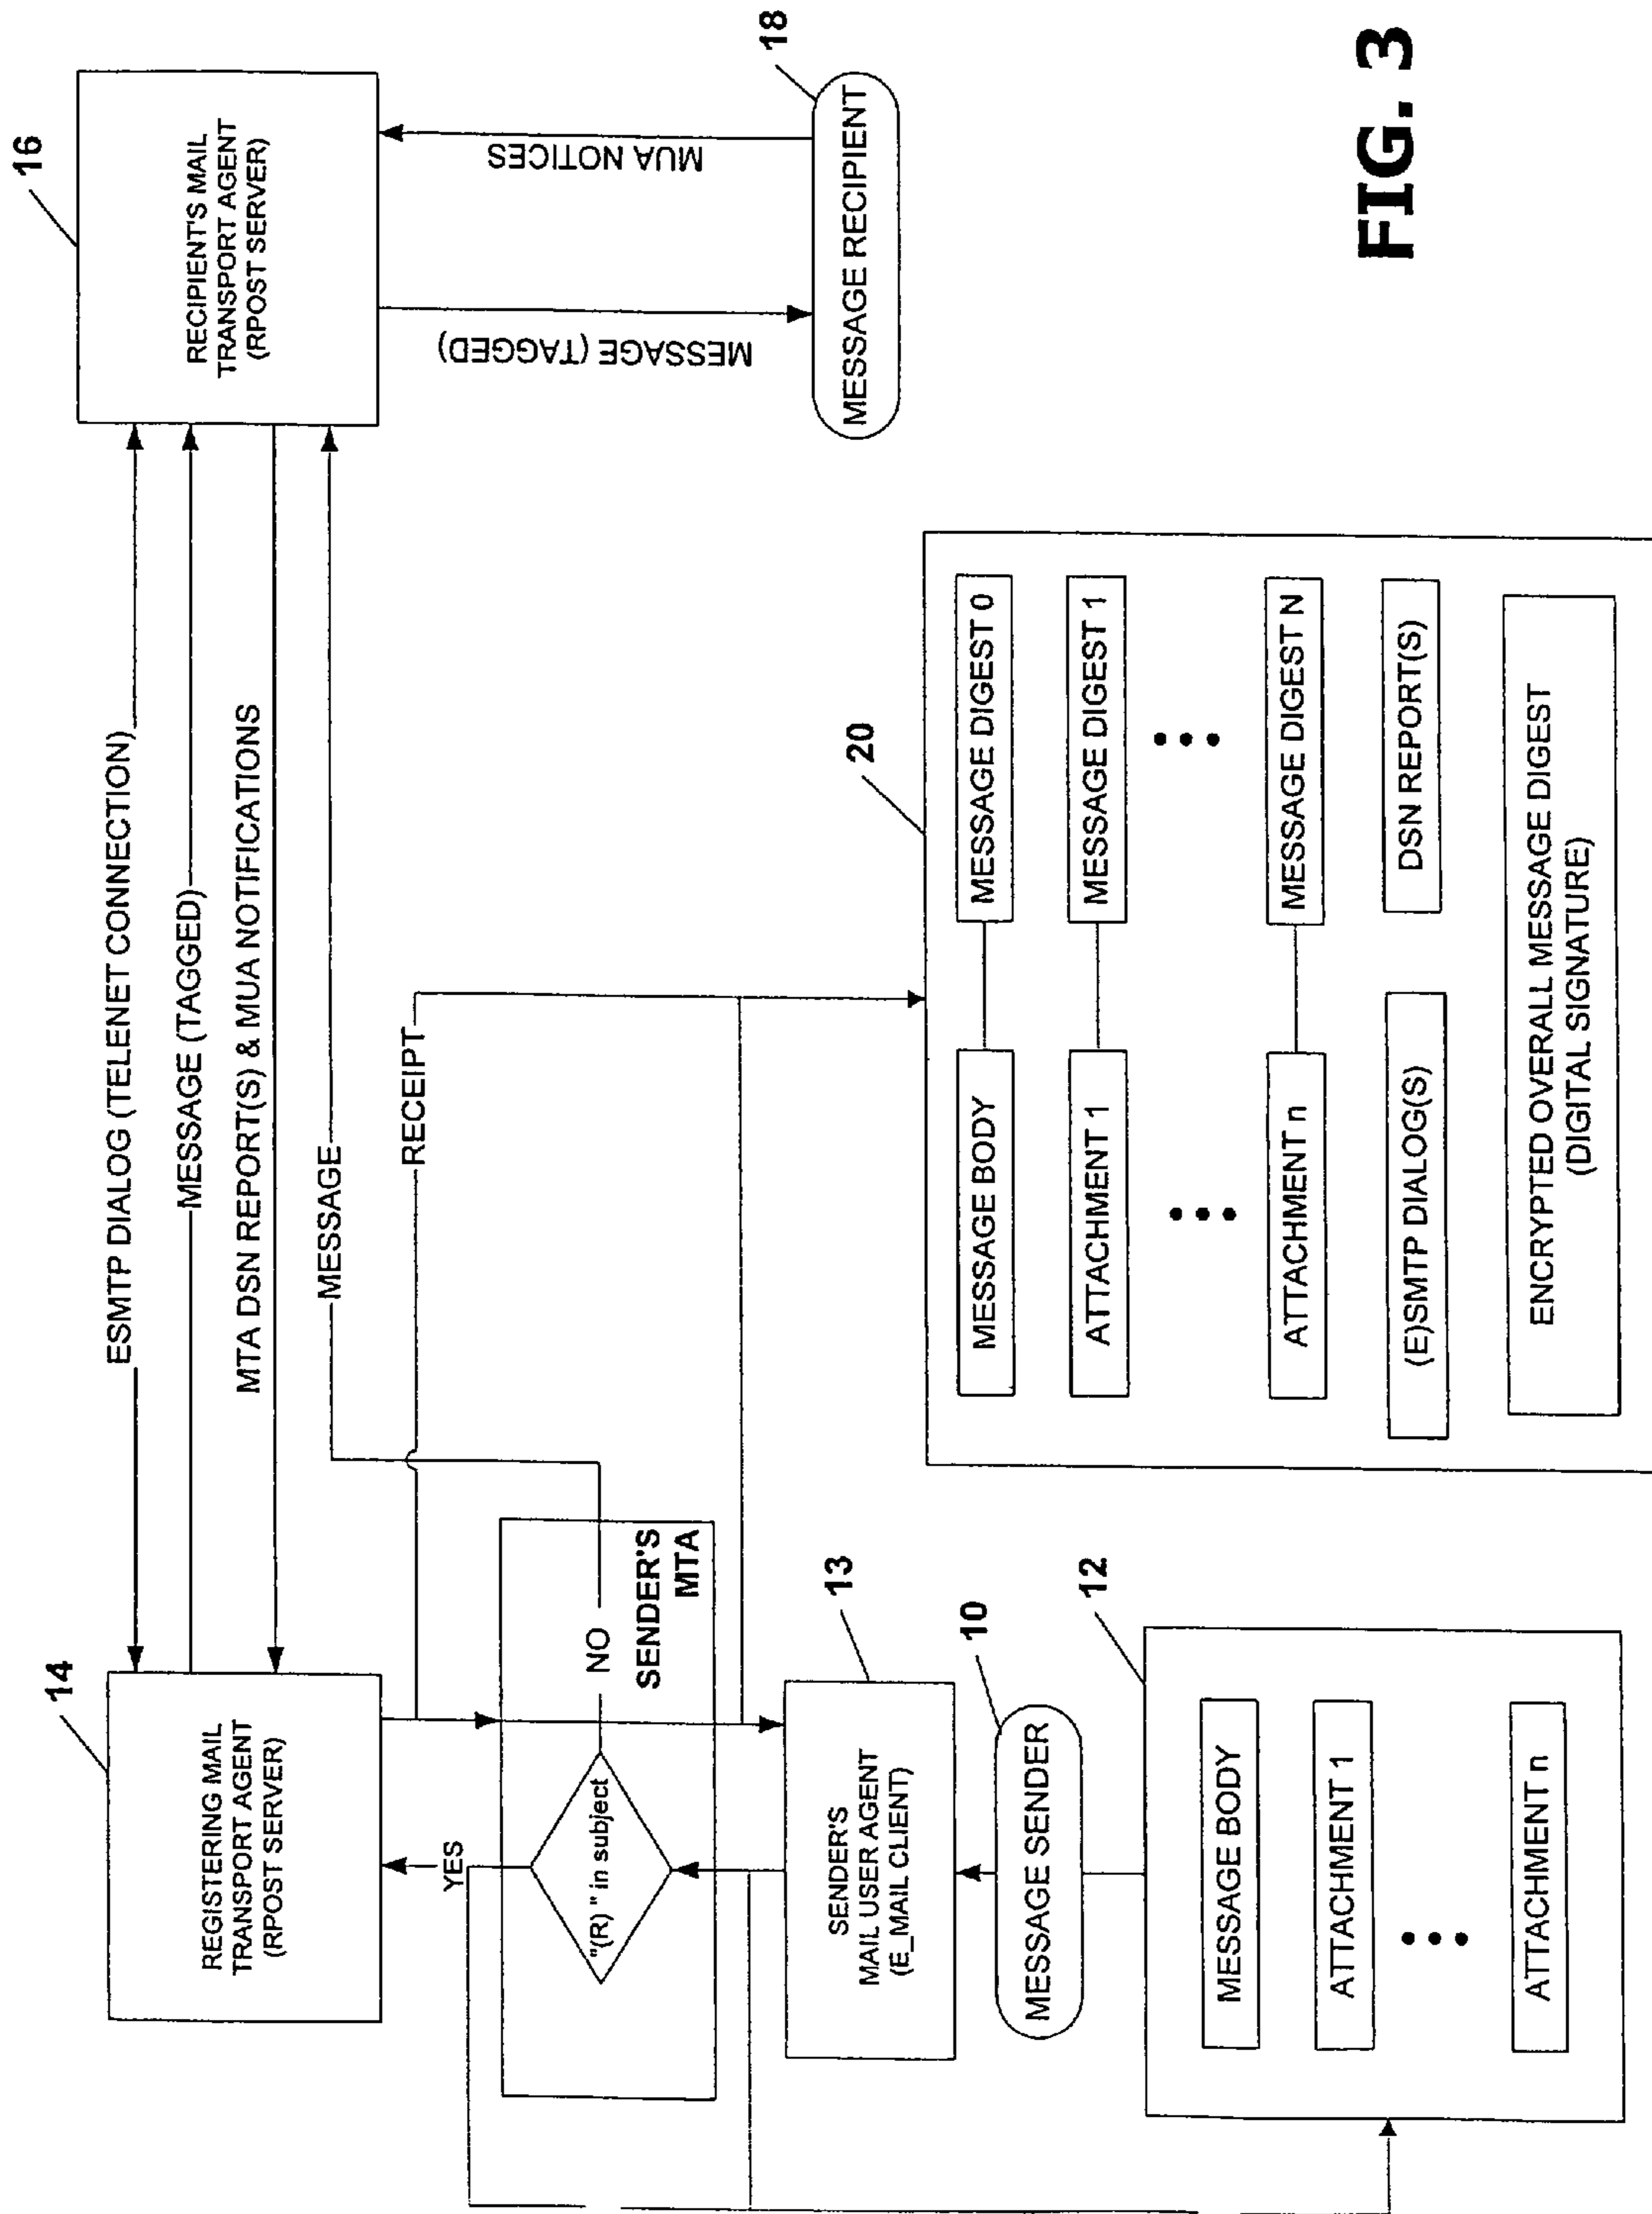 14
REGISTERING MAIL
TRANSPORT AGENT
(RPOST SERVER)
ESMTP DIALOG (TELENET CONNECTION)
MESSAGE (TAGGED)
MTA DSN REPORT(S) & MUA NOTIFICATIONS
MESSAGE
RECEIPT
16
RECIPIENT'S MAIL
TRANSPORT AGENT
(RPOST SERVER)
MESSAGE (TAGGED)
MUA NOTICES
18
MESSAGE RECIPIENT
YES
"(R) " in subject
NO
SENDER'S
MTA
13
SENDER'S
MAIL USER AGENT
(E_MAIL CLIENT)
10
MESSAGE SENDER
12
MESSAGE BODY
ATTACHMENT 1
•••
ATTACHMENT n
20
MESSAGE BODY
MESSAGE DIGEST 0
ATTACHMENT 1
MESSAGE DIGEST 1
•••
•••
ATTACHMENT n
MESSAGE DIGEST N
(E)SMTP DIALOG(S)
DSN REPORT(S)
ENCRYPTED OVERALL MESSAGE DIGEST
(DIGITAL SIGNATURE)
FIG. 3